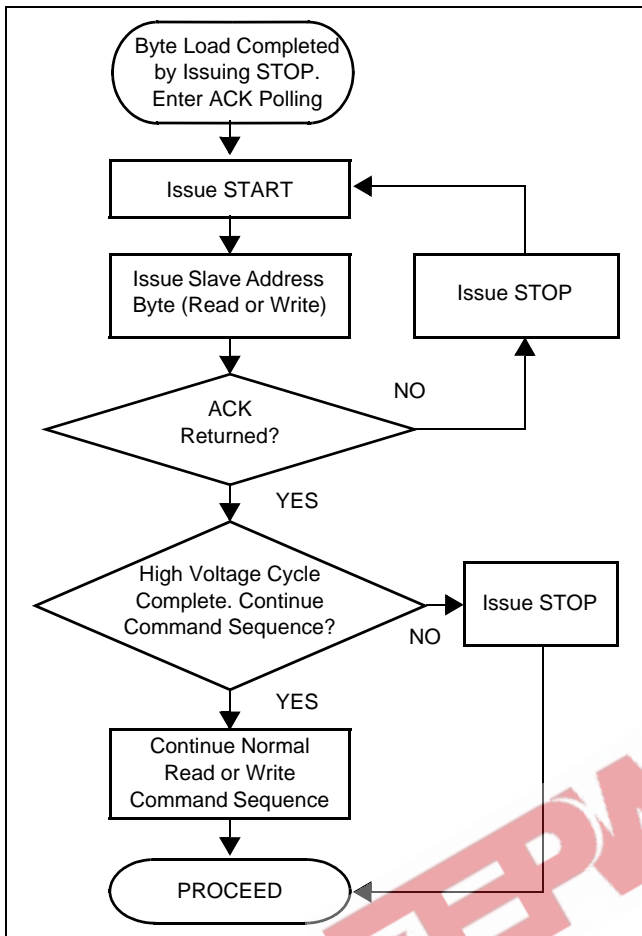 Byte Load Completed
by Issuing STOP.
Enter ACK Polling
Issue START
Issue Slave Address
Byte (Read or Write)
Issue STOP
NO
ACK
Returned?
YES
High Voltage Cycle
Complete. Continue
Command Sequence?
Issue STOP
NO
YES
Continue Normal
Read or Write
Command Sequence
PROCEED